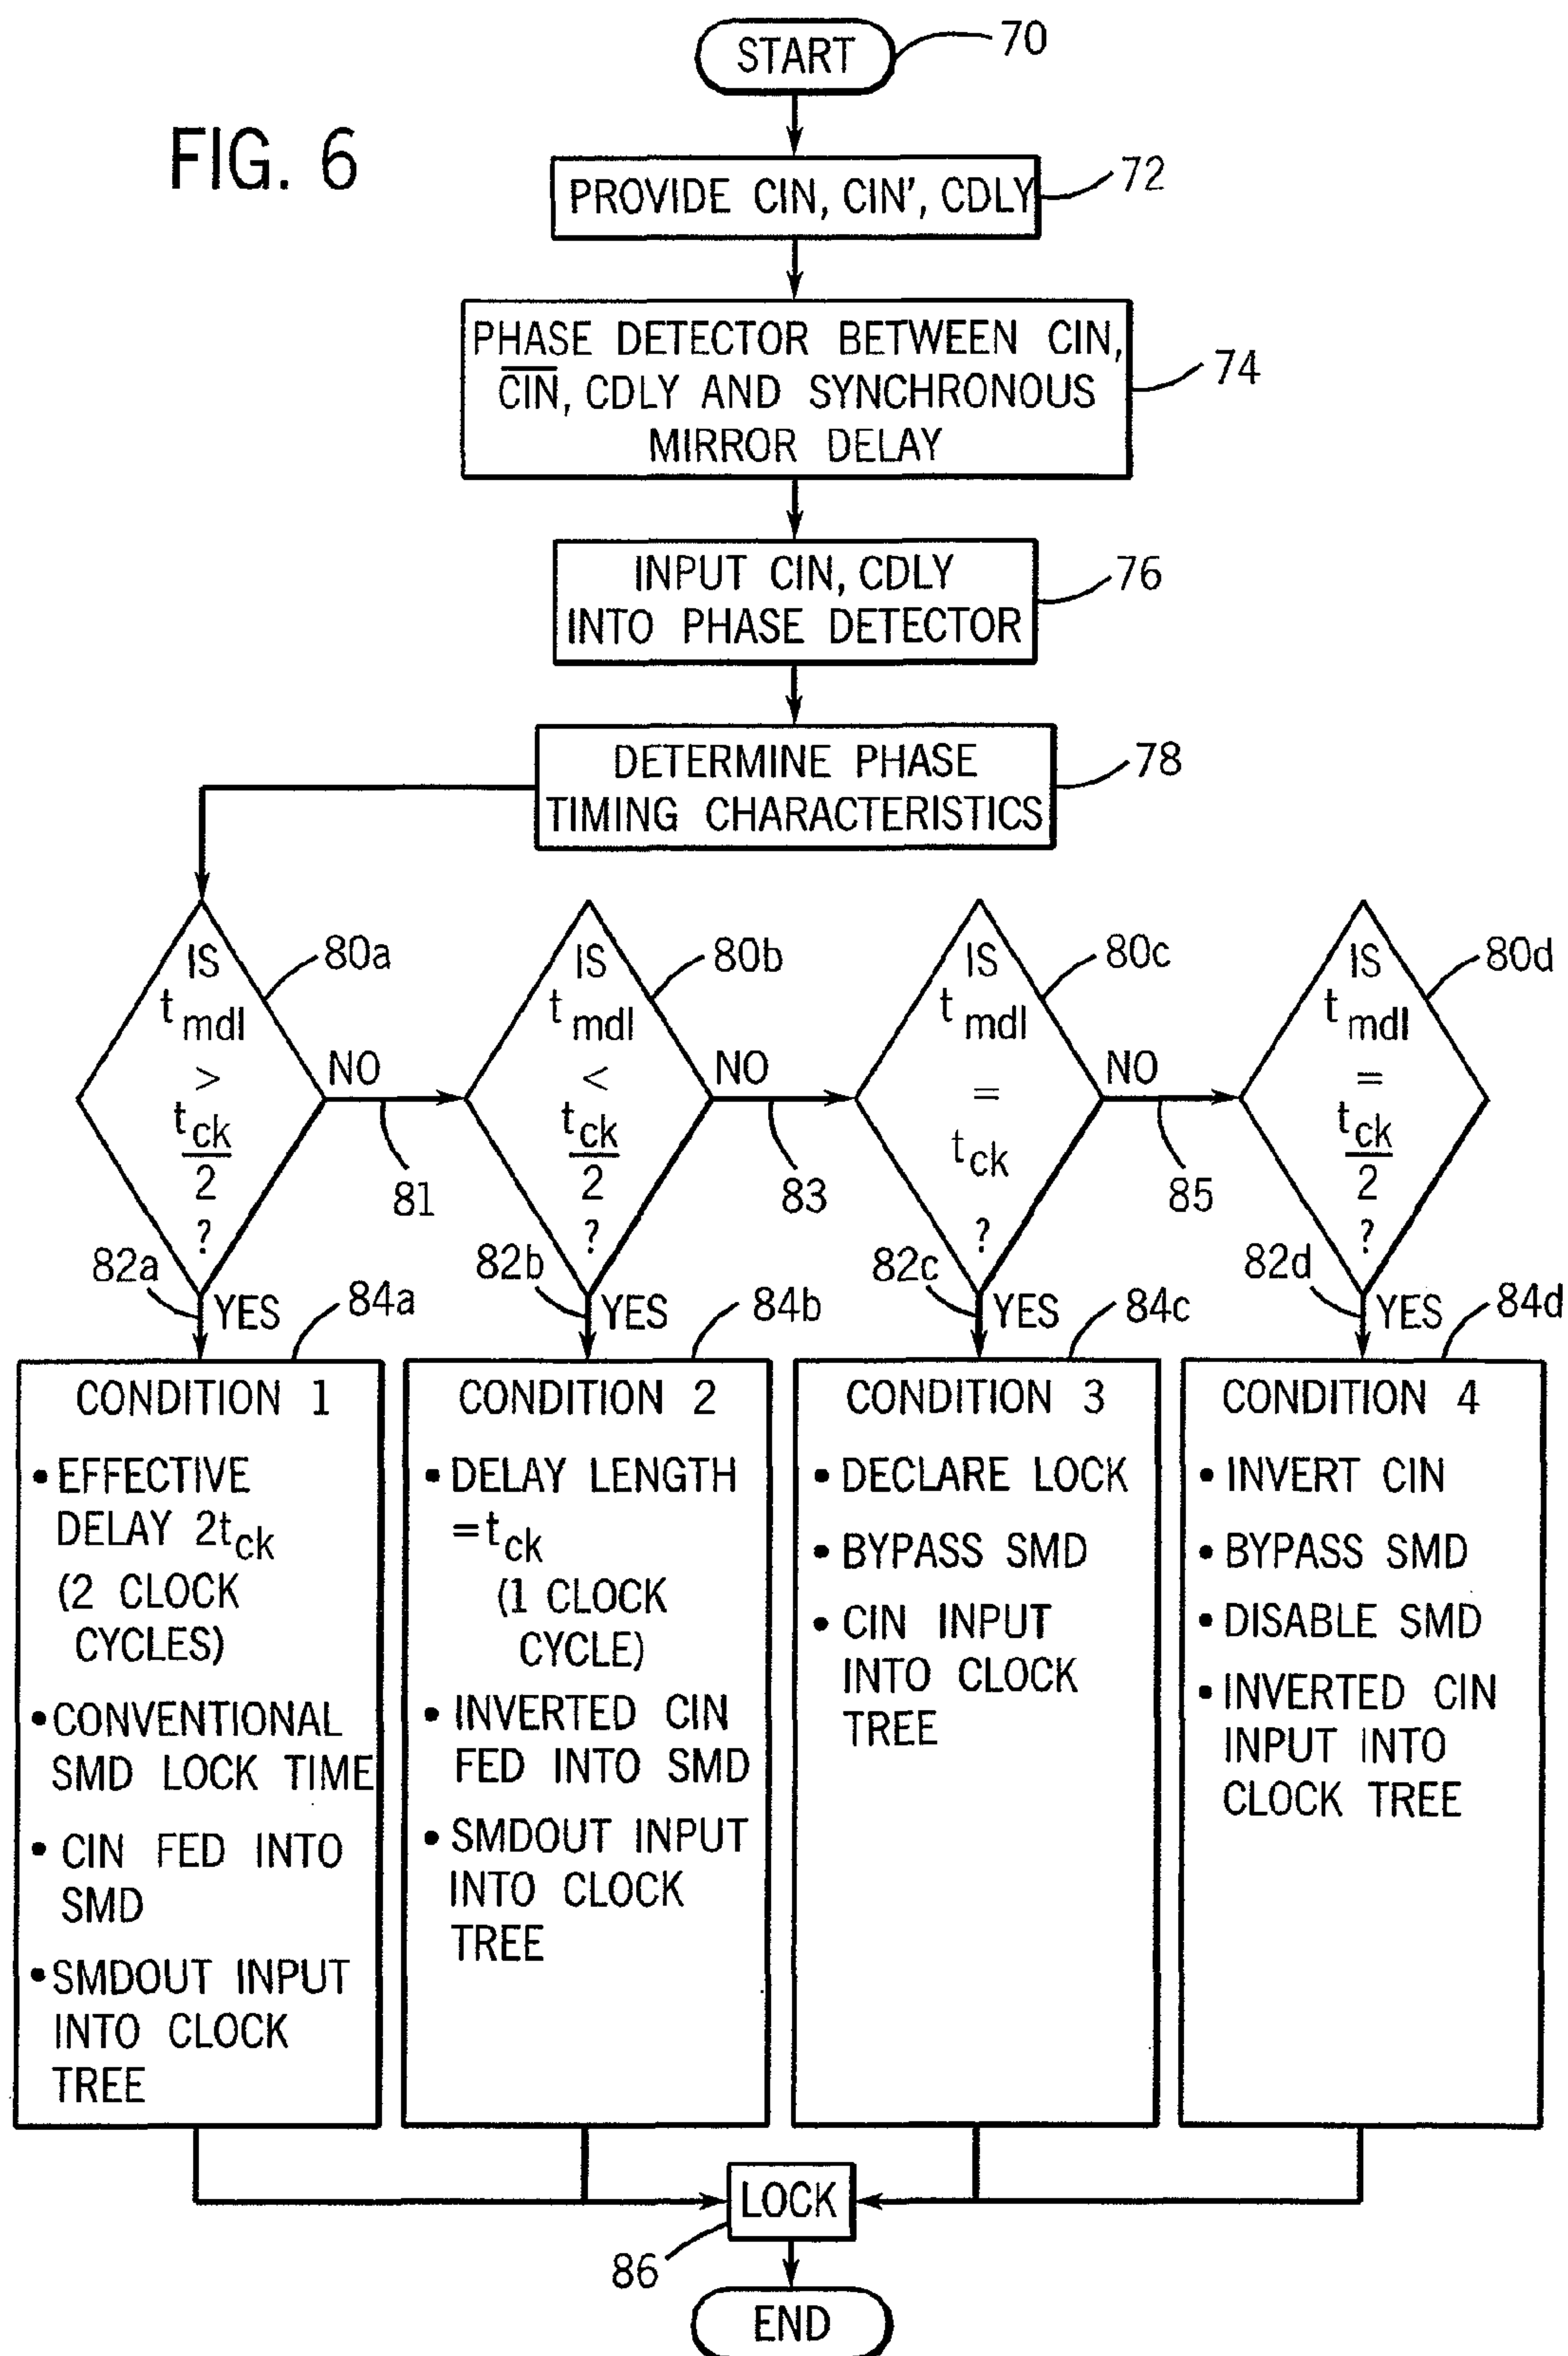 FIG. 6
START
70
PROVIDE CIN, CIN', CDLY
72
PHASE DETECTOR BETWEEN CIN,
C̅I̅N̅, CDLY AND SYNCHRONOUS
MIRROR DELAY
74
INPUT CIN, CDLY
INTO PHASE DETECTOR
76
DETERMINE PHASE
TIMING CHARACTERISTICS
78
IS
t mdl
>
tck
2
?
80a
NO
81
82a
YES
IS
t mdl
<
tck
2
?
80b
NO
83
82b
YES
IS
t mdl
=
tck
?
80c
NO
85
82c
YES
IS
t mdl
=
tck
2
?
80d
82d
YES
84a
CONDITION 1
• EFFECTIVE
DELAY 2tck
(2 CLOCK
CYCLES)
• CONVENTIONAL
SMD LOCK TIME
• CIN FED INTO
SMD
• SMDOUT INPUT
INTO CLOCK
TREE
84b
CONDITION 2
• DELAY LENGTH
=tck
(1 CLOCK
CYCLE)
• INVERTED CIN
FED INTO SMD
• SMDOUT INPUT
INTO CLOCK
TREE
84c
CONDITION 3
• DECLARE LOCK
• BYPASS SMD
• CIN INPUT
INTO CLOCK
TREE
84d
CONDITION 4
• INVERT CIN
• BYPASS SMD
• DISABLE SMD
• INVERTED CIN
INPUT INTO
CLOCK TREE
LOCK
86
END